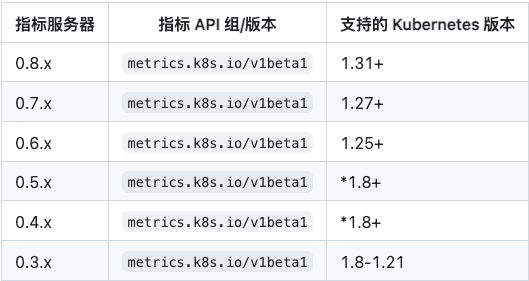 指标服务器 指标 API 组/版本 支持的 Kubernetes 版本
0.8.x metrics.k8s.io/v1beta1 1.31+
0.7.x metrics.k8s.io/v1beta1 1.27+
0.6.x metrics.k8s.io/v1beta1 1.25+
0.5.x metrics.k8s.io/v1beta1 *1.8+
0.4.x metrics.k8s.io/v1beta1 *1.8+
0.3.x metrics.k8s.io/v1beta1 1.8-1.21